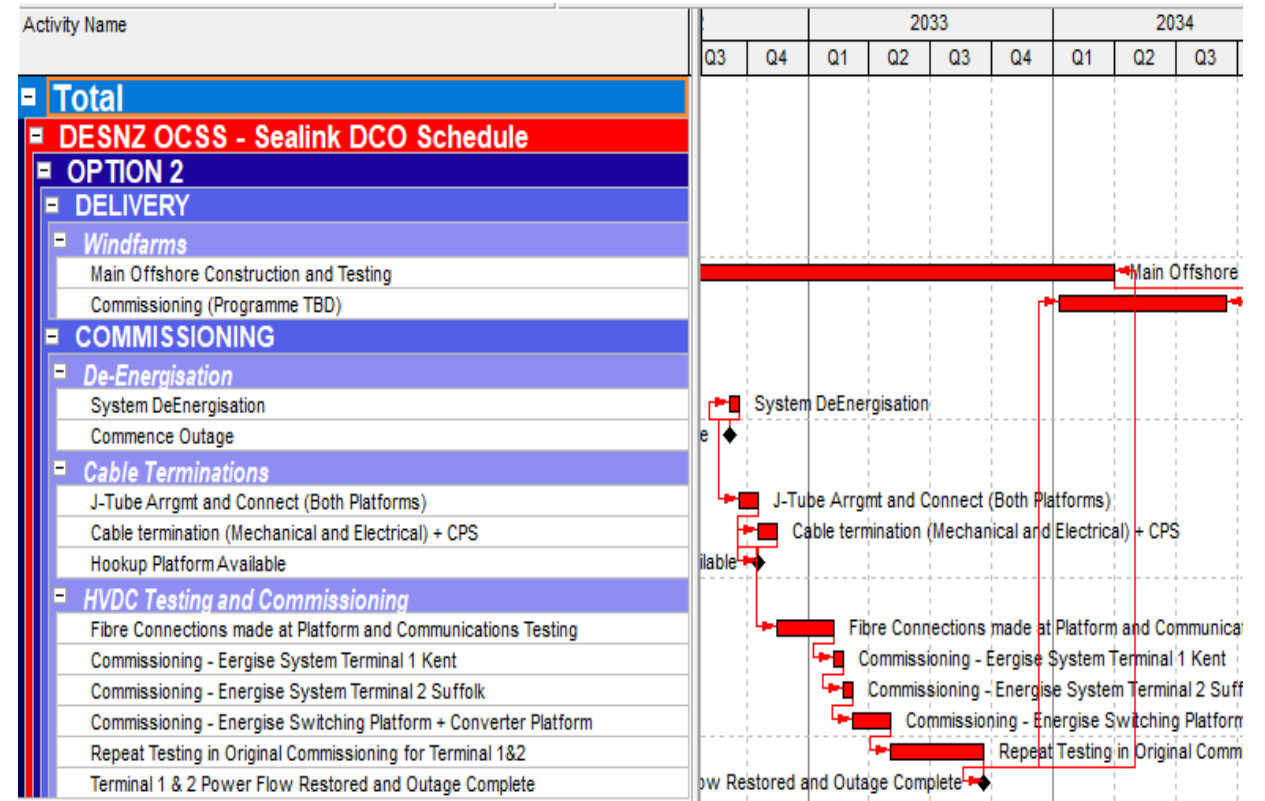 Activity Name
2033 2034
Q3 Q4 Q1 Q2 Q3 Q4 Q1 Q2 Q3
Total
DESNZ OCSS - Sealink DCO Schedule
OPTION 2
DELIVERY
Windfarms
Main Offshore Construction and Testing Main Offshore
Commissioning (Programme TBD)
COMMISSIONING
De-Energisation
System DeEnergisation System DeEnergisation
Commence Outage e
Cable Terminations
J-Tube Arrgmt and Connect (Both Platforms) J-Tube Arrgmt and Connect (Both Platforms)
Cable termination (Mechanical and Electrical) + CPS Cable termination (Mechanical and Electrical) + CPS
Hookup Platform Available ilable
HVDC Testing and Commissioning
Fibre Connections made at Platform and Communications Testing Fibre Connections made at Platform and Communica
Commissioning - Eergise System Terminal 1 Kent Commissioning - Eergise System Terminal 1 Kent
Commissioning - Energise System Terminal 2 Suffolk Commissioning - Energise System Terminal 2 Suff
Commissioning - Energise Switching Platform + Converter Platform Commissioning - Energise Switching Platform
Repeat Testing in Original Commissioning for Terminal 1&2 Repeat Testing in Original Comm
Terminal 1 & 2 Power Flow Restored and Outage Complete ow Restored and Outage Complete